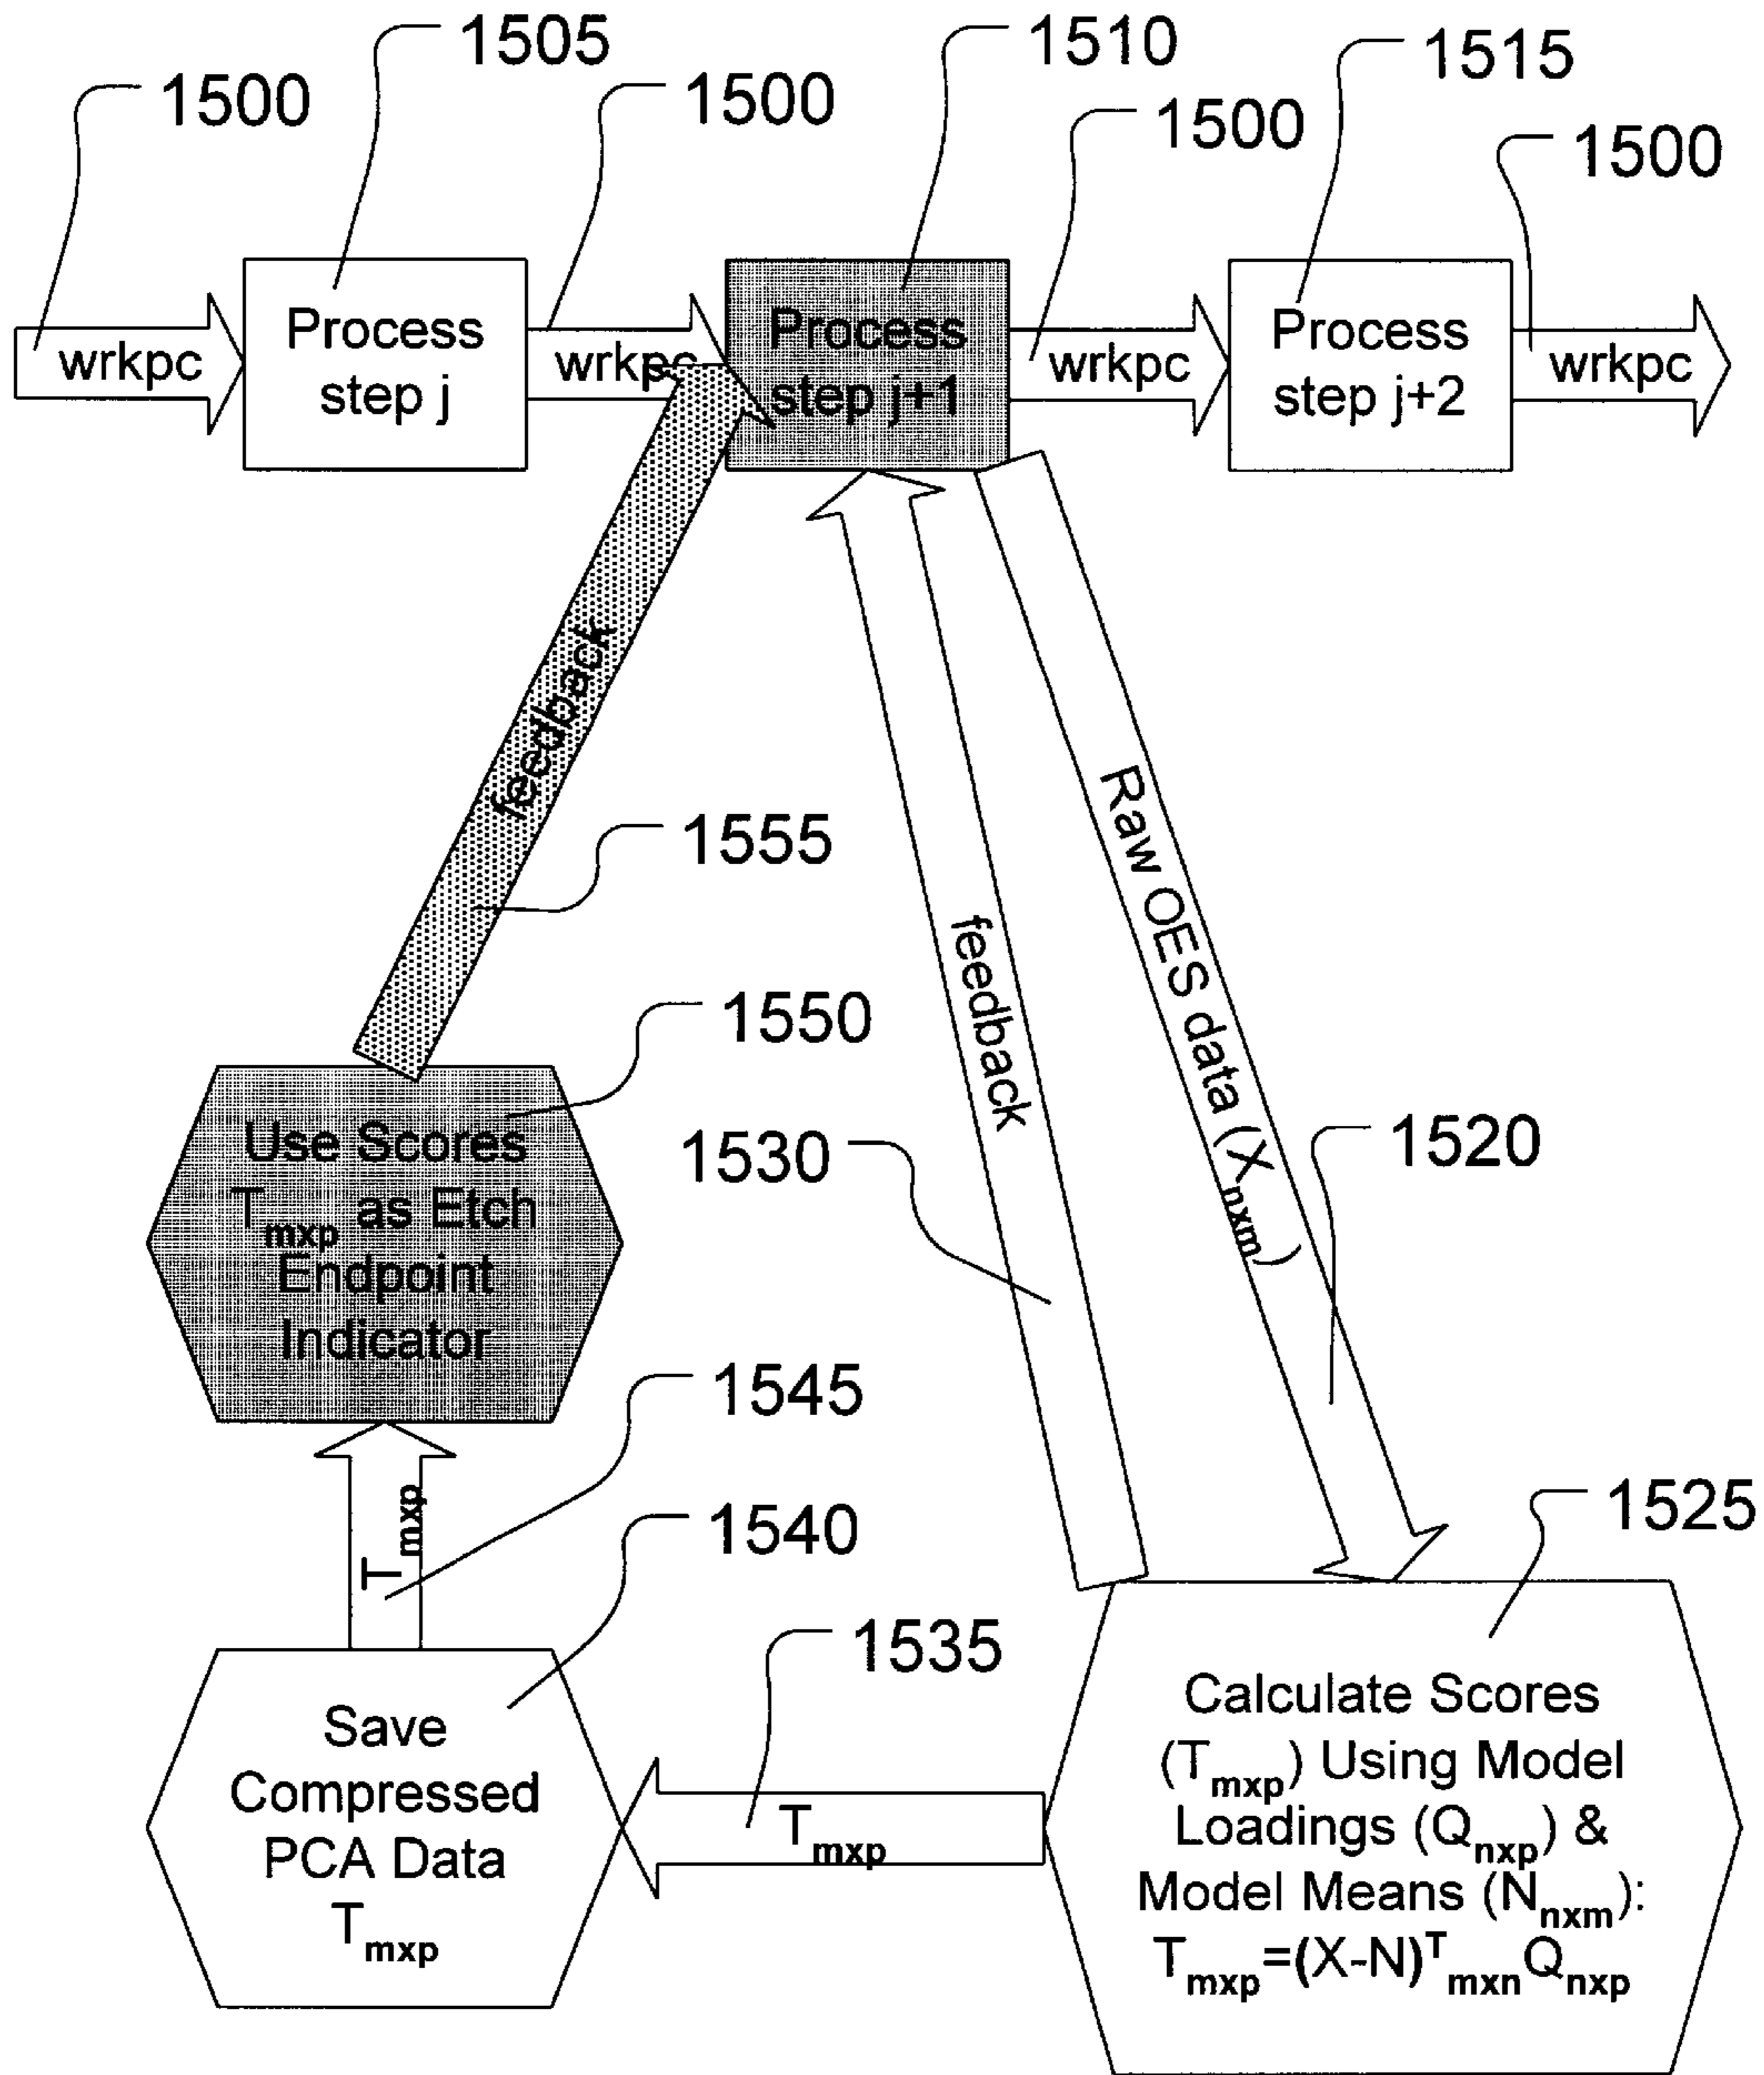 1505
1510
1515
1500
1500
1500
1500
wrkpc
Process
step j
wrkpc
Process
step j+1
wrkpc
Process
step j+2
wrkpc
feedback
1555
feedback
Raw OES data (Xnxm)
1550
1530
1520
Use Scores
Tmxp as Etch
Endpoint
Indicator
1545
Tmxp
1540
1525
1535
Save
Compressed
PCA Data
Tmxp
Tmxp
Calculate Scores
(Tmxp) Using Model
Loadings (Qnxp) &
Model Means (Nnxm):
Tmxp=(X-N)TmxnQnxp